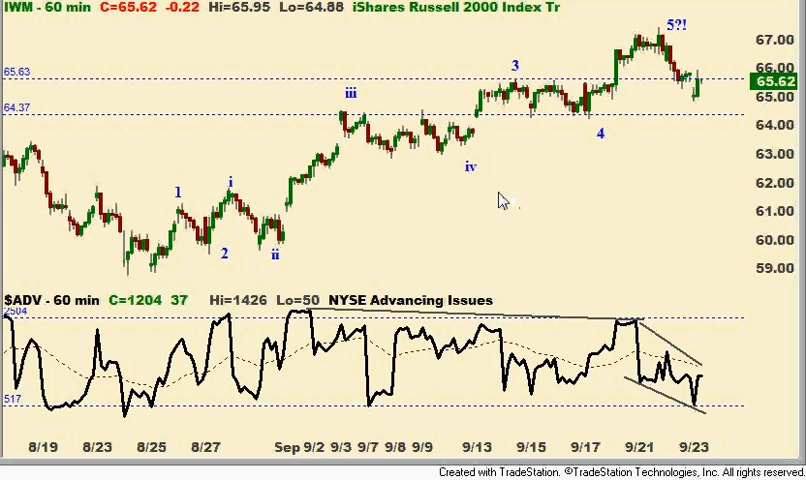 IWM - 60 min C=65.62 -0.22 Hi=65.95 Lo=64.88 iShares Russell 2000 Index Tr
5?!
67.00
66.00
65.63
65.62
3
65.00
iii
64.37
64.00
4
63.00
iv
62.00
i
1
61.00
60.00
2
ii
59.00
$ADV - 60 min C=1204 37 Hi=1426 Lo=50 NYSE Advancing Issues
2504
517
8/19 8/23 8/25 8/27 Sep 9/2 9/3 9/7 9/8 9/9 9/13 9/15 9/17 9/21 9/23
Created with TradeStation. ©TradeStation Technologies, Inc. All rights reserved.